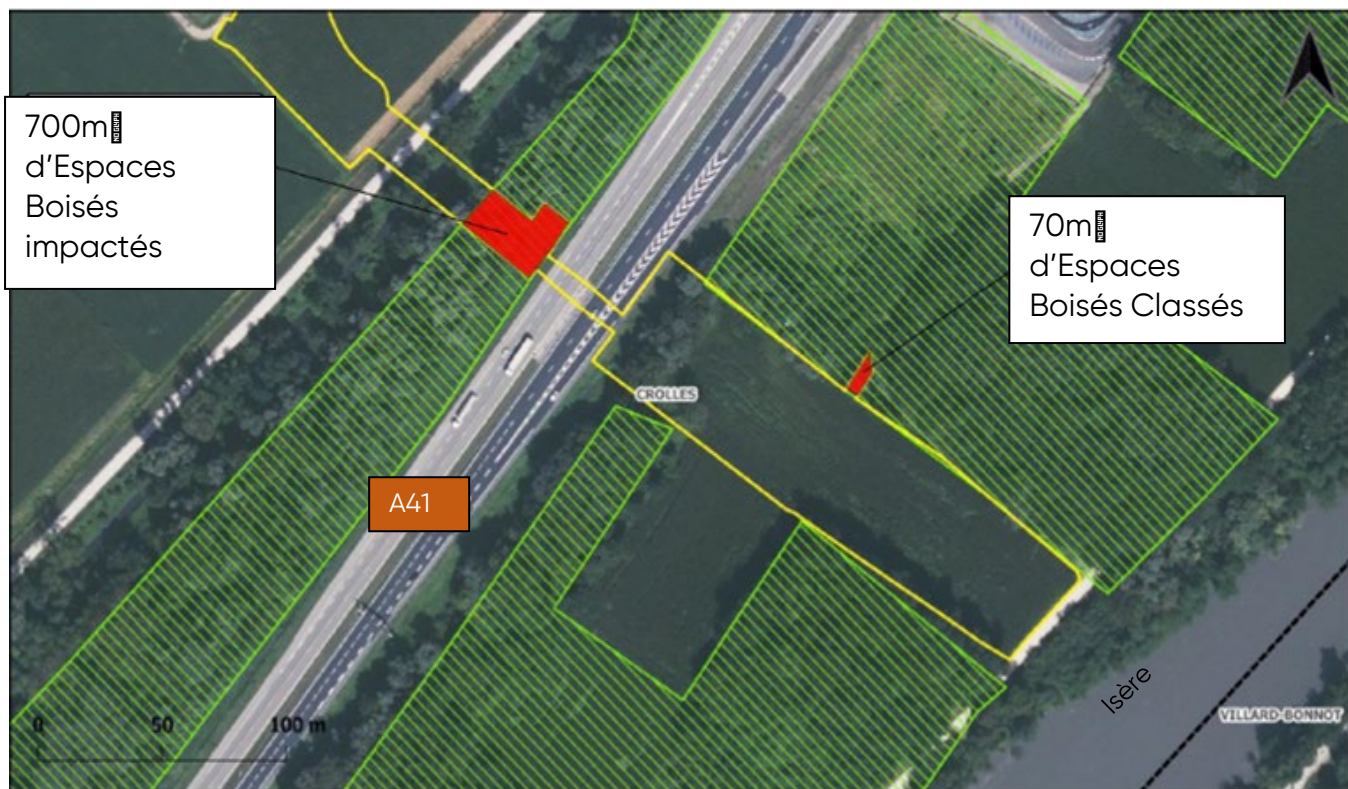 700m
d'Espaces
Boisés
impactés
70m
d'Espaces
Boisés Classés
CROLLES
A41
Isère
VILLARD-BONNOT
0 50 100 m